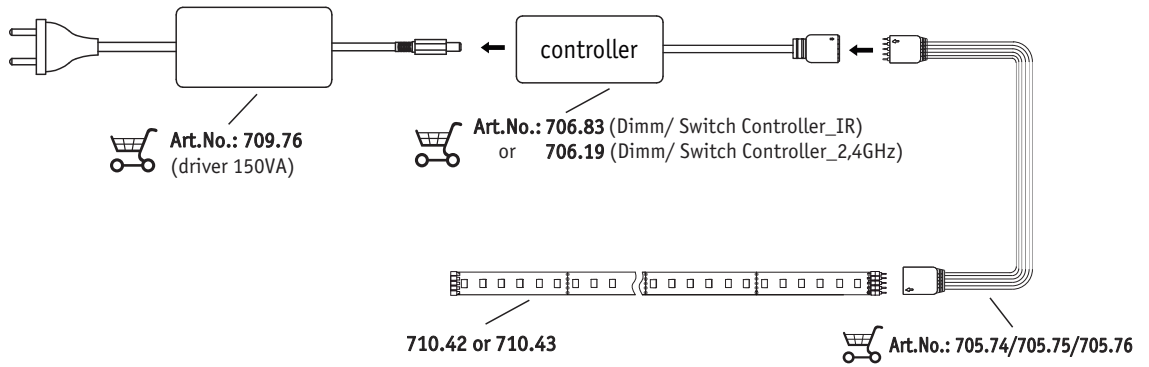 controller
Art.No.: 709.76
(driver 150VA)
Art.No.: 706.83 (Dimm/ Switch Controller_IR)
or 706.19 (Dimm/ Switch Controller_2,4GHz)
710.42 or 710.43
Art.No.: 705.74/705.75/705.76